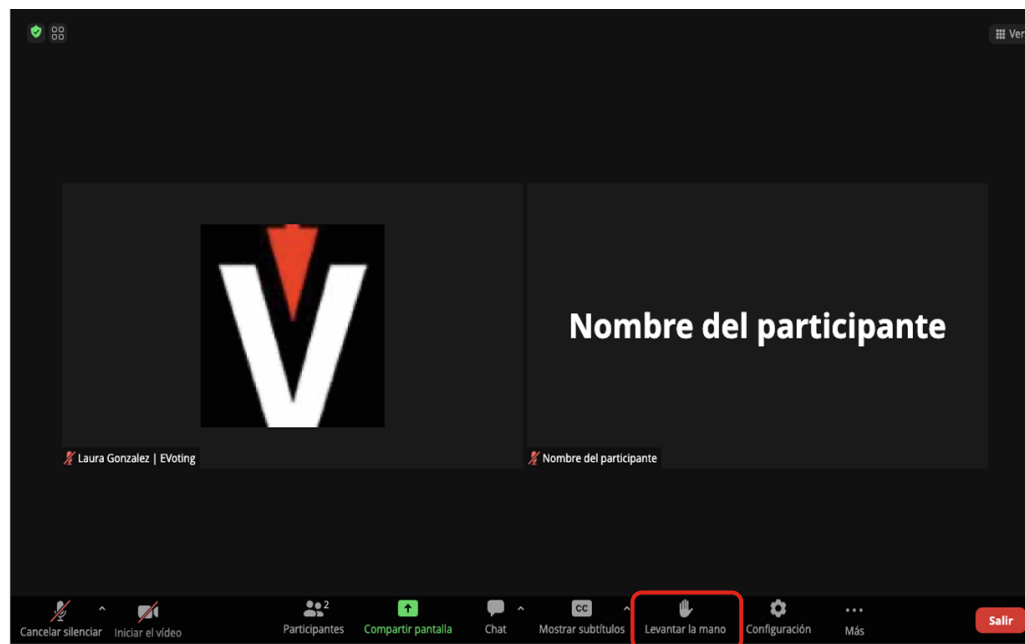 Ver
Nombre del participante
Laura Gonzalez | EVoting
Nombre del participante
2
CC
Cancelar silenciar
Iniciar el vídeo
Participantes
Compartir pantalla
Chat
Mostrar subtítulos
Levantar la mano
Configuración
Más
Salir